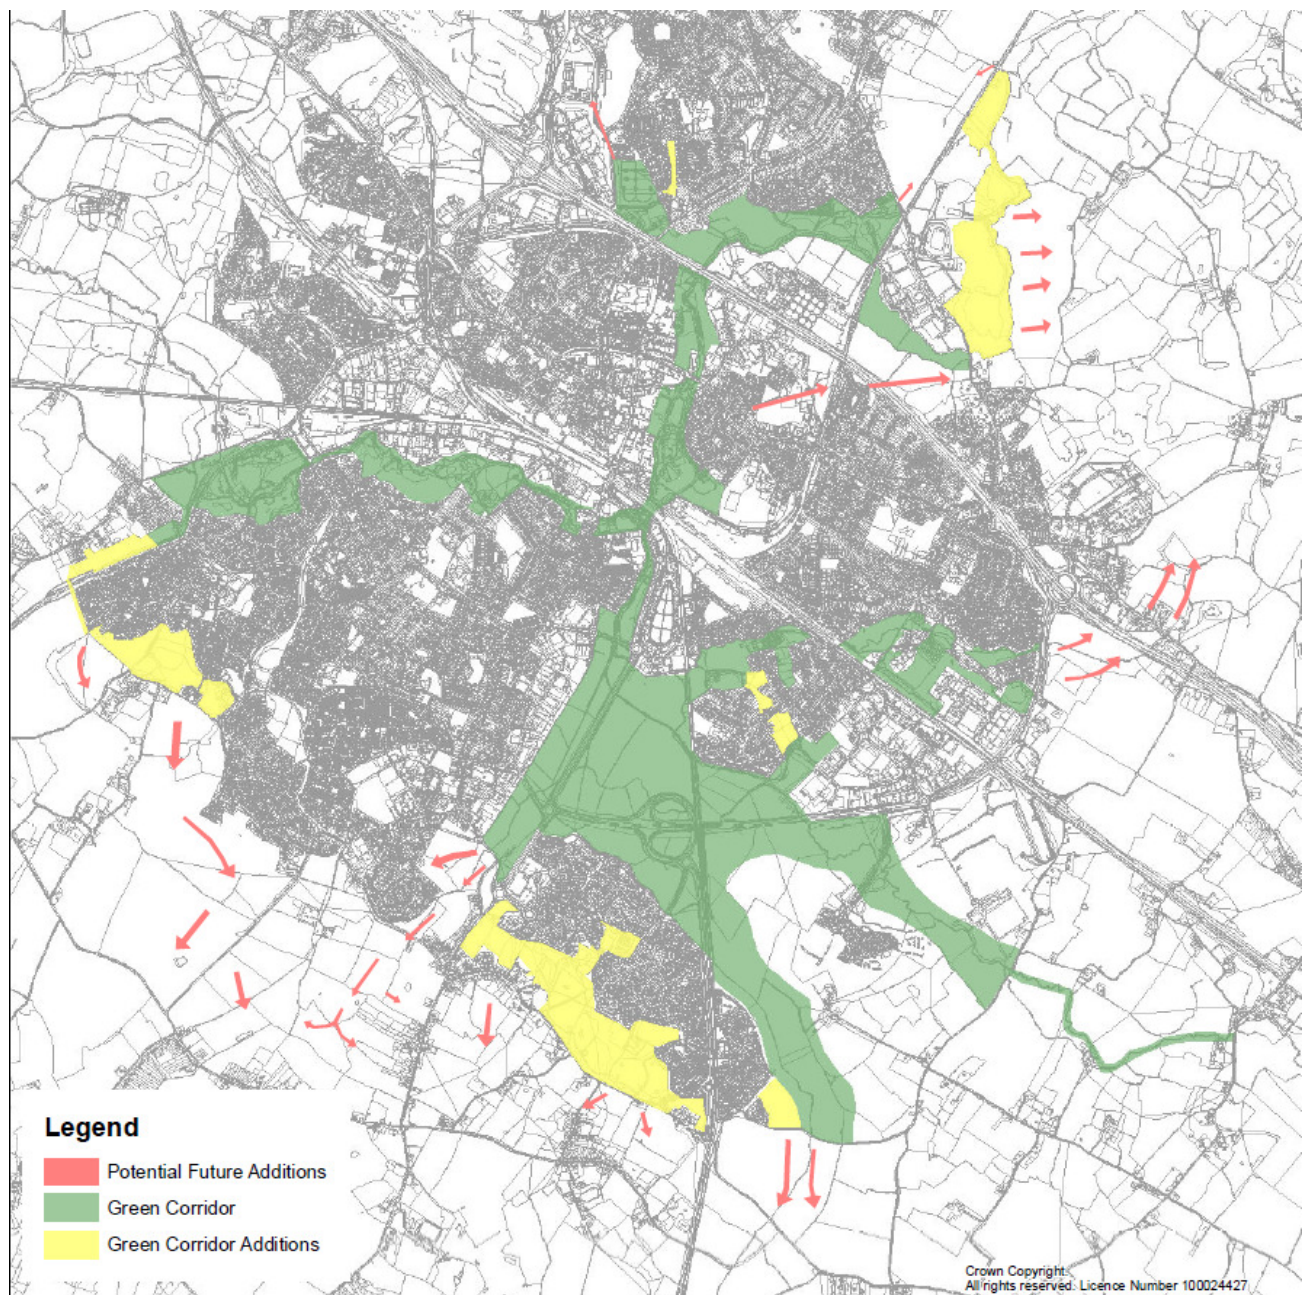 Legend
Potential Future Additions
Green Corridor
Green Corridor Additions
Crown Copyright.
All rights reserved. Licence Number 100024427